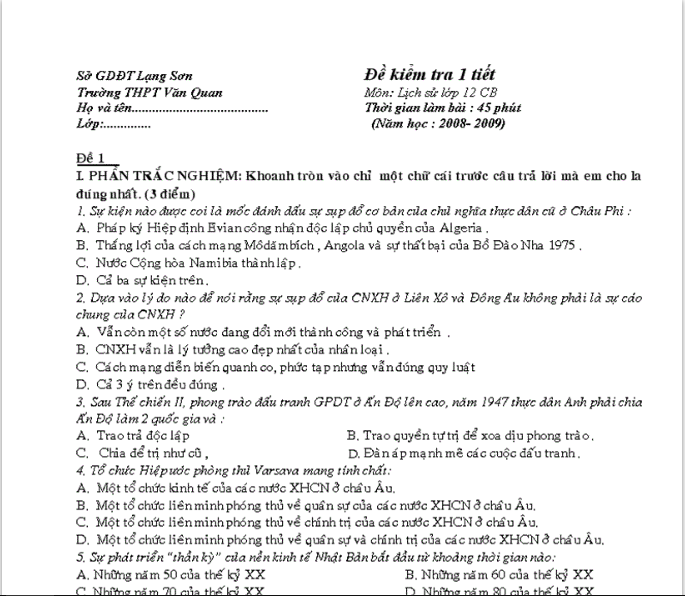 Sở GDĐT Lạng Sơn
Đề kiểm tra 1 tiết
Trường THPT Văn Quan
Môn: Lịch sử lớp 12 CB
Họ và tên.......................................
Thời gian làm bài : 45 phút
Lớp:..............
(Năm học : 2008- 2009)
Đề 1
I. PHẦN TRẮC NGHIỆM: Khoanh tròn vào chỉ một chữ cái trước câu trả lời mà em cho la
đúng nhất. (3 điểm)
1. Sự kiện nào được coi là mốc đánh dấu sự sụp đổ cơ bản của chủ nghĩa thực dân cũ ở Châu Phi :
A. Pháp ký Hiệp định Evian công nhận độc lập chủ quyền của Algeria .
B. Thắng lợi của cách mạng Môdămbích , Angola và sự thất bại của Bồ Đào Nha 1975 .
C. Nước Cộng hòa Namibia thành lập .
D. Cả ba sự kiện trên .
2. Dựa vào lý do nào để nói rằng sự sụp đổ của CNXH ở Liên Xô và Đông Âu không phải là sự cáo
chung của CNXH ?
A. Vẫn còn một số nước đang đổi mới thành công và phát triển .
B. CNXH vẫn là lý tưởng cao đẹp nhất của nhân loại .
C. Cách mạng diễn biến quanh co, phức tạp nhưng vẫn đúng quy luật
D. Cả 3 ý trên đều đúng .
3. Sau Thế chiến II, phong trào đấu tranh GPDT ở Ấn Độ lên cao, năm 1947 thực dân Anh phải chia
Ấn Độ làm 2 quốc gia và :
A. Trao trả độc lập
B. Trao quyền tự trị để xoa dịu phong trào .
C. Chia để trị như cũ ,
D. Đàn áp mạnh mẽ các cuộc đấu tranh .
4. Tổ chức Hiệp ước phòng thủ Varsava mang tính chất:
A. Một tổ chức kinh tế của các nước XHCN ở châu Âu.
B. Một tổ chức liên minh phóng thủ về quân sự của các nước XHCN ở châu Âu.
C. Một tổ chức liên minh phóng thủ về chính trị của các nước XHCN ở châu Âu.
D. Một tổ chức liên minh phóng thủ về quân sự và chính trị của các nước XHCN ở châu Âu.
5. Sự phát triển “thần kỳ” của nền kinh tế Nhật Bản bắt đầu từ khoảng thời gian nào:
A. Những năm 50 của thế kỷ XX
B. Những năm 60 của thế kỷ XX
C. Những năm 70 của thế kỷ XX
D. Những năm 80 của thế kỷ XX